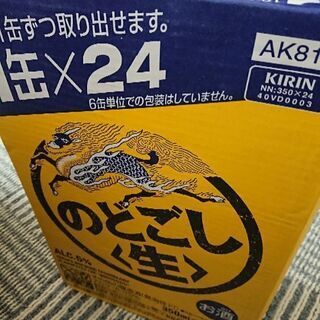 缶ずつ取り出せます。
缶×24
6缶単位での包装はしていません。
AK81
KIRIN
NN:350×24
40VD0003
のどごし
〈生〉
ALC.5%
350ml
お酒